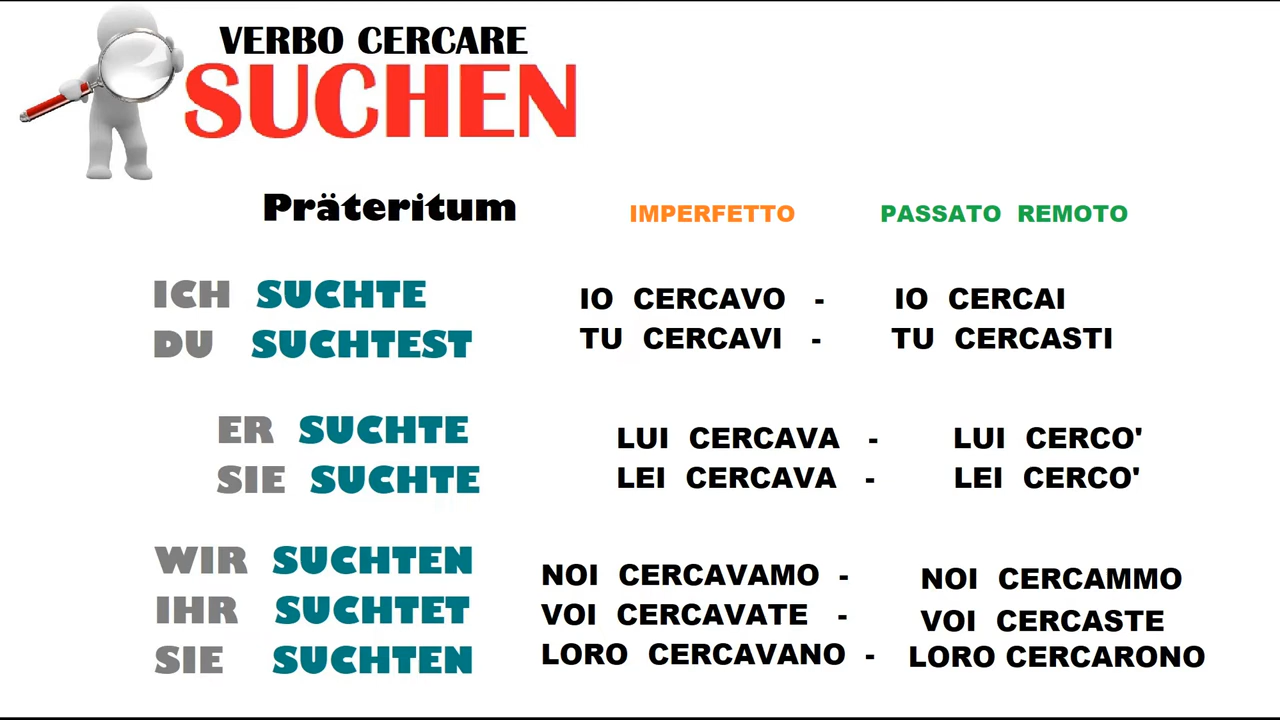 VERBO CERCARE
SUCHEN
Präteritum IMPERFETTO PASSATO REMOTO
ICH SUCHTE IO CERCAVO - IO CERCAI
DU SUCHTEST TU CERCAVI - TU CERCASTI
ER SUCHTE LUI CERCAVA - LUI CERCO'
SIE SUCHTE LEI CERCAVA - LEI CERCO'
WIR SUCHTEN NOI CERCAVAMO - NOI CERCAMMO
IHR SUCHTET VOI CERCAVATE - VOI CERCASTE
SIE SUCHTEN LORO CERCAVANO - LORO CERCARONO